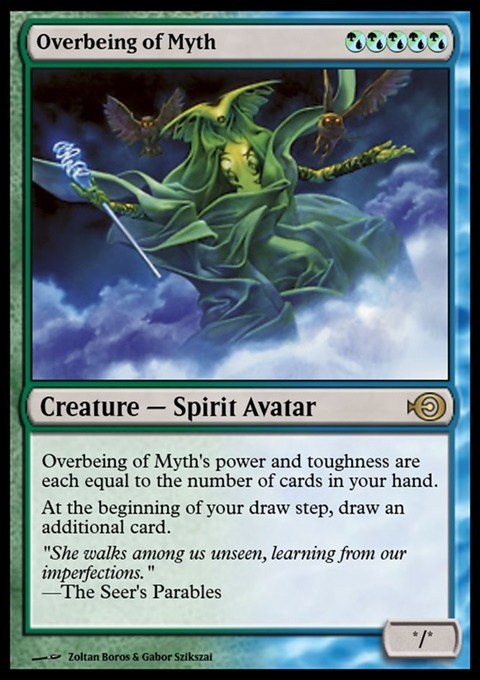 Overbeing of Myth
Creature — Spirit Avatar
Overbeing of Myth's power and toughness are
each equal to the number of cards in your hand.
At the beginning of your draw step, draw an
additional card.
"She walks among us unseen, learning from our
imperfections."
—The Seer's Parables
*/*
Zoltan Boros & Gabor Szikszai